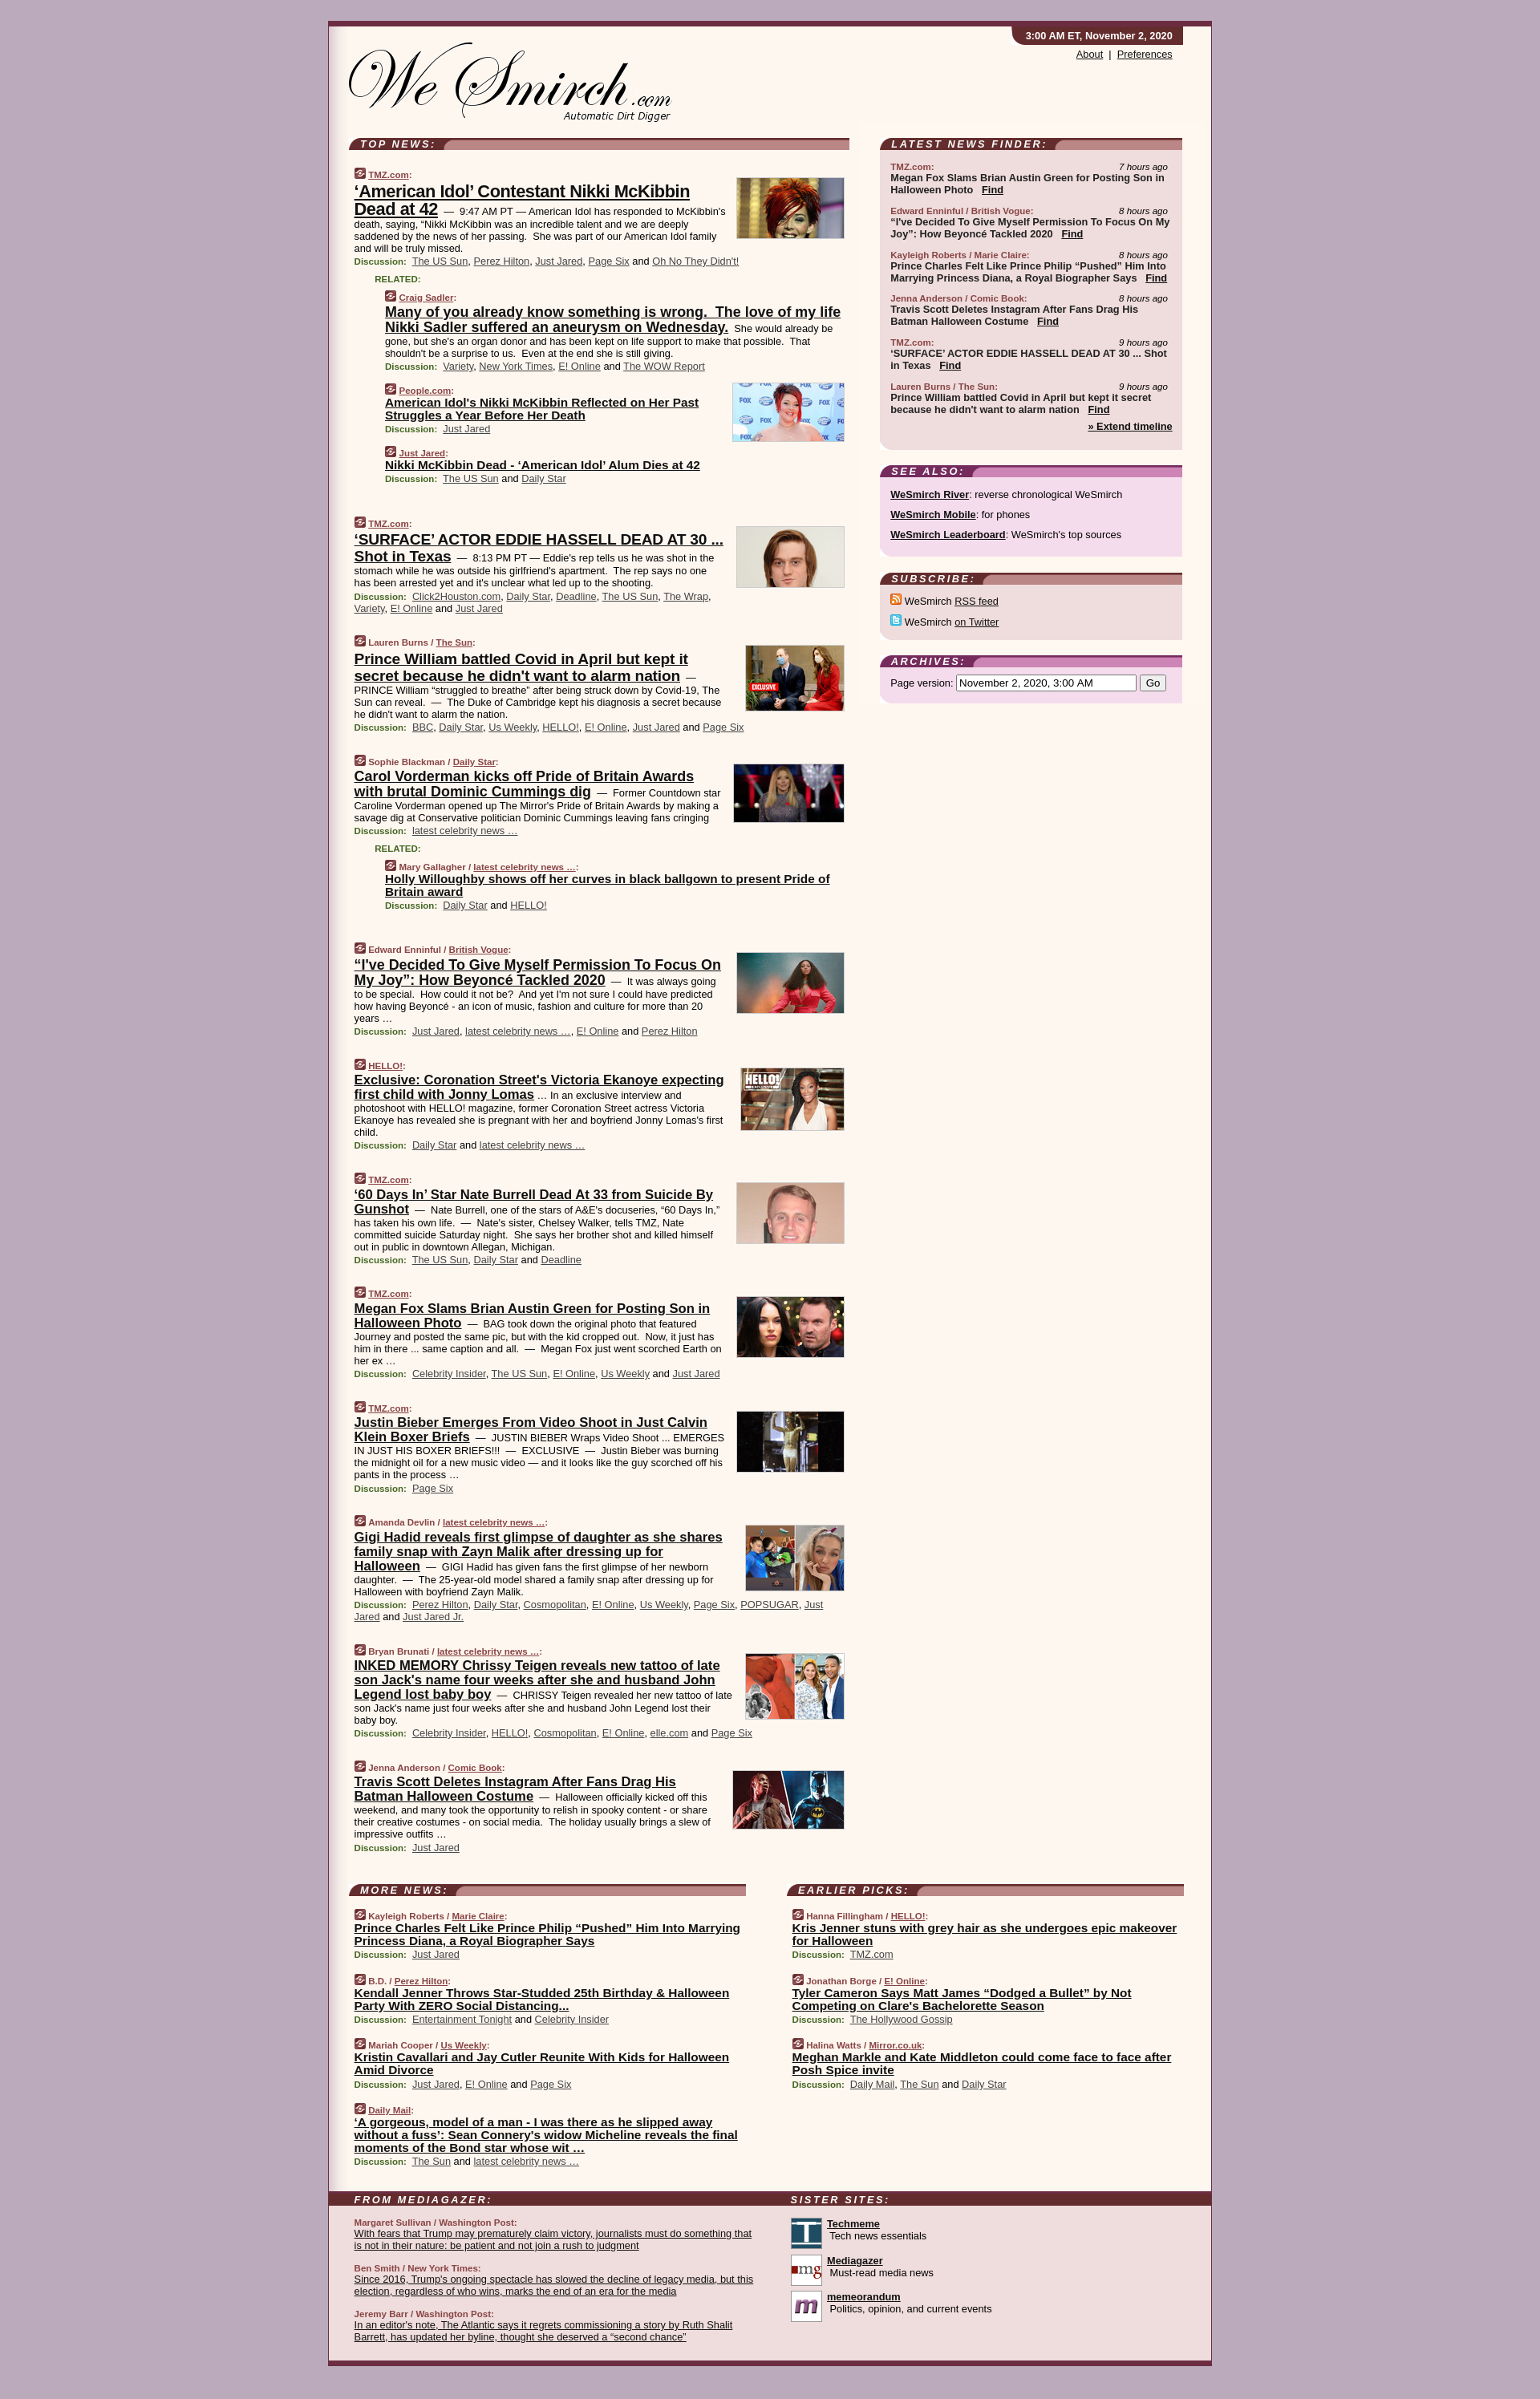 3:00 AM ET, November 2, 2020
About | Preferences
We Smirch.com
Automatic Dirt Digger
TOP NEWS:
TMZ.com:
‘American Idol’ Contestant Nikki McKibbin
Dead at 42 — 9:47 AM PT — American Idol has responded to McKibbin's
death, saying, “Nikki McKibbin was an incredible talent and we are deeply
saddened by the news of her passing. She was part of our American Idol family
and will be truly missed.
Discussion: The US Sun, Perez Hilton, Just Jared, Page Six and Oh No They Didn't!
RELATED:
Craig Sadler:
Many of you already know something is wrong. The love of my life
Nikki Sadler suffered an aneurysm on Wednesday. She would already be
gone, but she's an organ donor and has been kept on life support to make that possible. That
shouldn't be a surprise to us. Even at the end she is still giving.
Discussion: Variety, New York Times, E! Online and The WOW Report
People.com:
American Idol's Nikki McKibbin Reflected on Her Past
Struggles a Year Before Her Death
Discussion: Just Jared
Just Jared:
Nikki McKibbin Dead - ‘American Idol’ Alum Dies at 42
Discussion: The US Sun and Daily Star
TMZ.com:
‘SURFACE’ ACTOR EDDIE HASSELL DEAD AT 30 ...
Shot in Texas — 8:13 PM PT — Eddie's rep tells us he was shot in the
stomach while he was outside his girlfriend's apartment. The rep says no one
has been arrested yet and it's unclear what led up to the shooting.
Discussion: Click2Houston.com, Daily Star, Deadline, The US Sun, The Wrap,
Variety, E! Online and Just Jared
Lauren Burns / The Sun:
Prince William battled Covid in April but kept it
secret because he didn't want to alarm nation —
PRINCE William “struggled to breathe” after being struck down by Covid-19, The
Sun can reveal. — The Duke of Cambridge kept his diagnosis a secret because
he didn't want to alarm the nation.
Discussion: BBC, Daily Star, Us Weekly, HELLO!, E! Online, Just Jared and Page Six
EXCLUSIVE
Sophie Blackman / Daily Star:
Carol Vorderman kicks off Pride of Britain Awards
with brutal Dominic Cummings dig — Former Countdown star
Caroline Vorderman opened up The Mirror's Pride of Britain Awards by making a
savage dig at Conservative politician Dominic Cummings leaving fans cringing
Discussion: latest celebrity news …
RELATED:
Mary Gallagher / latest celebrity news …:
Holly Willoughby shows off her curves in black ballgown to present Pride of
Britain award
Discussion: Daily Star and HELLO!
Edward Enninful / British Vogue:
“I've Decided To Give Myself Permission To Focus On
My Joy”: How Beyoncé Tackled 2020 — It was always going
to be special. How could it not be? And yet I'm not sure I could have predicted
how having Beyoncé - an icon of music, fashion and culture for more than 20
years …
Discussion: Just Jared, latest celebrity news …, E! Online and Perez Hilton
HELLO!:
Exclusive: Coronation Street's Victoria Ekanoye expecting
first child with Jonny Lomas … In an exclusive interview and
photoshoot with HELLO! magazine, former Coronation Street actress Victoria
Ekanoye has revealed she is pregnant with her and boyfriend Jonny Lomas's first
child.
Discussion: Daily Star and latest celebrity news …
HELLO!
TMZ.com:
‘60 Days In’ Star Nate Burrell Dead At 33 from Suicide By
Gunshot — Nate Burrell, one of the stars of A&E's docuseries, “60 Days In,”
has taken his own life. — Nate's sister, Chelsey Walker, tells TMZ, Nate
committed suicide Saturday night. She says her brother shot and killed himself
out in public in downtown Allegan, Michigan.
Discussion: The US Sun, Daily Star and Deadline
TMZ.com:
Megan Fox Slams Brian Austin Green for Posting Son in
Halloween Photo — BAG took down the original photo that featured
Journey and posted the same pic, but with the kid cropped out. Now, it just has
him in there ... same caption and all. — Megan Fox just went scorched Earth on
her ex …
Discussion: Celebrity Insider, The US Sun, E! Online, Us Weekly and Just Jared
TMZ.com:
Justin Bieber Emerges From Video Shoot in Just Calvin
Klein Boxer Briefs — JUSTIN BIEBER Wraps Video Shoot ... EMERGES
IN JUST HIS BOXER BRIEFS!!! — EXCLUSIVE — Justin Bieber was burning
the midnight oil for a new music video — and it looks like the guy scorched off his
pants in the process …
Discussion: Page Six
Amanda Devlin / latest celebrity news …:
Gigi Hadid reveals first glimpse of daughter as she shares
family snap with Zayn Malik after dressing up for
Halloween — GIGI Hadid has given fans the first glimpse of her newborn
daughter. — The 25-year-old model shared a family snap after dressing up for
Halloween with boyfriend Zayn Malik.
Discussion: Perez Hilton, Daily Star, Cosmopolitan, E! Online, Us Weekly, Page Six, POPSUGAR, Just
Jared and Just Jared Jr.
Bryan Brunati / latest celebrity news …:
INKED MEMORY Chrissy Teigen reveals new tattoo of late
son Jack's name four weeks after she and husband John
Legend lost baby boy — CHRISSY Teigen revealed her new tattoo of late
son Jack's name just four weeks after she and husband John Legend lost their
baby boy.
Discussion: Celebrity Insider, HELLO!, Cosmopolitan, E! Online, elle.com and Page Six
Jenna Anderson / Comic Book:
Travis Scott Deletes Instagram After Fans Drag His
Batman Halloween Costume — Halloween officially kicked off this
weekend, and many took the opportunity to relish in spooky content - or share
their creative costumes - on social media. The holiday usually brings a slew of
impressive outfits …
Discussion: Just Jared
LATEST NEWS FINDER:
TMZ.com: 7 hours ago
Megan Fox Slams Brian Austin Green for Posting Son in
Halloween Photo Find
Edward Enninful / British Vogue: 8 hours ago
“I've Decided To Give Myself Permission To Focus On My
Joy”: How Beyoncé Tackled 2020 Find
Kayleigh Roberts / Marie Claire: 8 hours ago
Prince Charles Felt Like Prince Philip “Pushed” Him Into
Marrying Princess Diana, a Royal Biographer Says Find
Jenna Anderson / Comic Book: 8 hours ago
Travis Scott Deletes Instagram After Fans Drag His
Batman Halloween Costume Find
TMZ.com: 9 hours ago
‘SURFACE’ ACTOR EDDIE HASSELL DEAD AT 30 ... Shot
in Texas Find
Lauren Burns / The Sun: 9 hours ago
Prince William battled Covid in April but kept it secret
because he didn't want to alarm nation Find
» Extend timeline
SEE ALSO:
WeSmirch River: reverse chronological WeSmirch
WeSmirch Mobile: for phones
WeSmirch Leaderboard: WeSmirch's top sources
SUBSCRIBE:
WeSmirch RSS feed
WeSmirch on Twitter
ARCHIVES:
Page version: November 2, 2020, 3:00 AM Go
MORE NEWS:
Kayleigh Roberts / Marie Claire:
Prince Charles Felt Like Prince Philip “Pushed” Him Into Marrying
Princess Diana, a Royal Biographer Says
Discussion: Just Jared
B.D. / Perez Hilton:
Kendall Jenner Throws Star-Studded 25th Birthday & Halloween
Party With ZERO Social Distancing...
Discussion: Entertainment Tonight and Celebrity Insider
Mariah Cooper / Us Weekly:
Kristin Cavallari and Jay Cutler Reunite With Kids for Halloween
Amid Divorce
Discussion: Just Jared, E! Online and Page Six
Daily Mail:
‘A gorgeous, model of a man - I was there as he slipped away
without a fuss’: Sean Connery's widow Micheline reveals the final
moments of the Bond star whose wit …
Discussion: The Sun and latest celebrity news …
EARLIER PICKS:
Hanna Fillingham / HELLO!:
Kris Jenner stuns with grey hair as she undergoes epic makeover
for Halloween
Discussion: TMZ.com
Jonathan Borge / E! Online:
Tyler Cameron Says Matt James “Dodged a Bullet” by Not
Competing on Clare's Bachelorette Season
Discussion: The Hollywood Gossip
Halina Watts / Mirror.co.uk:
Meghan Markle and Kate Middleton could come face to face after
Posh Spice invite
Discussion: Daily Mail, The Sun and Daily Star
FROM MEDIAGAZER:
Margaret Sullivan / Washington Post:
With fears that Trump may prematurely claim victory, journalists must do something that
is not in their nature: be patient and not join a rush to judgment
Ben Smith / New York Times:
Since 2016, Trump's ongoing spectacle has slowed the decline of legacy media, but this
election, regardless of who wins, marks the end of an era for the media
Jeremy Barr / Washington Post:
In an editor's note, The Atlantic says it regrets commissioning a story by Ruth Shalit
Barrett, has updated her byline, thought she deserved a “second chance”
SISTER SITES:
T
Techmeme
Tech news essentials
mg
Mediagazer
Must-read media news
m
memeorandum
Politics, opinion, and current events